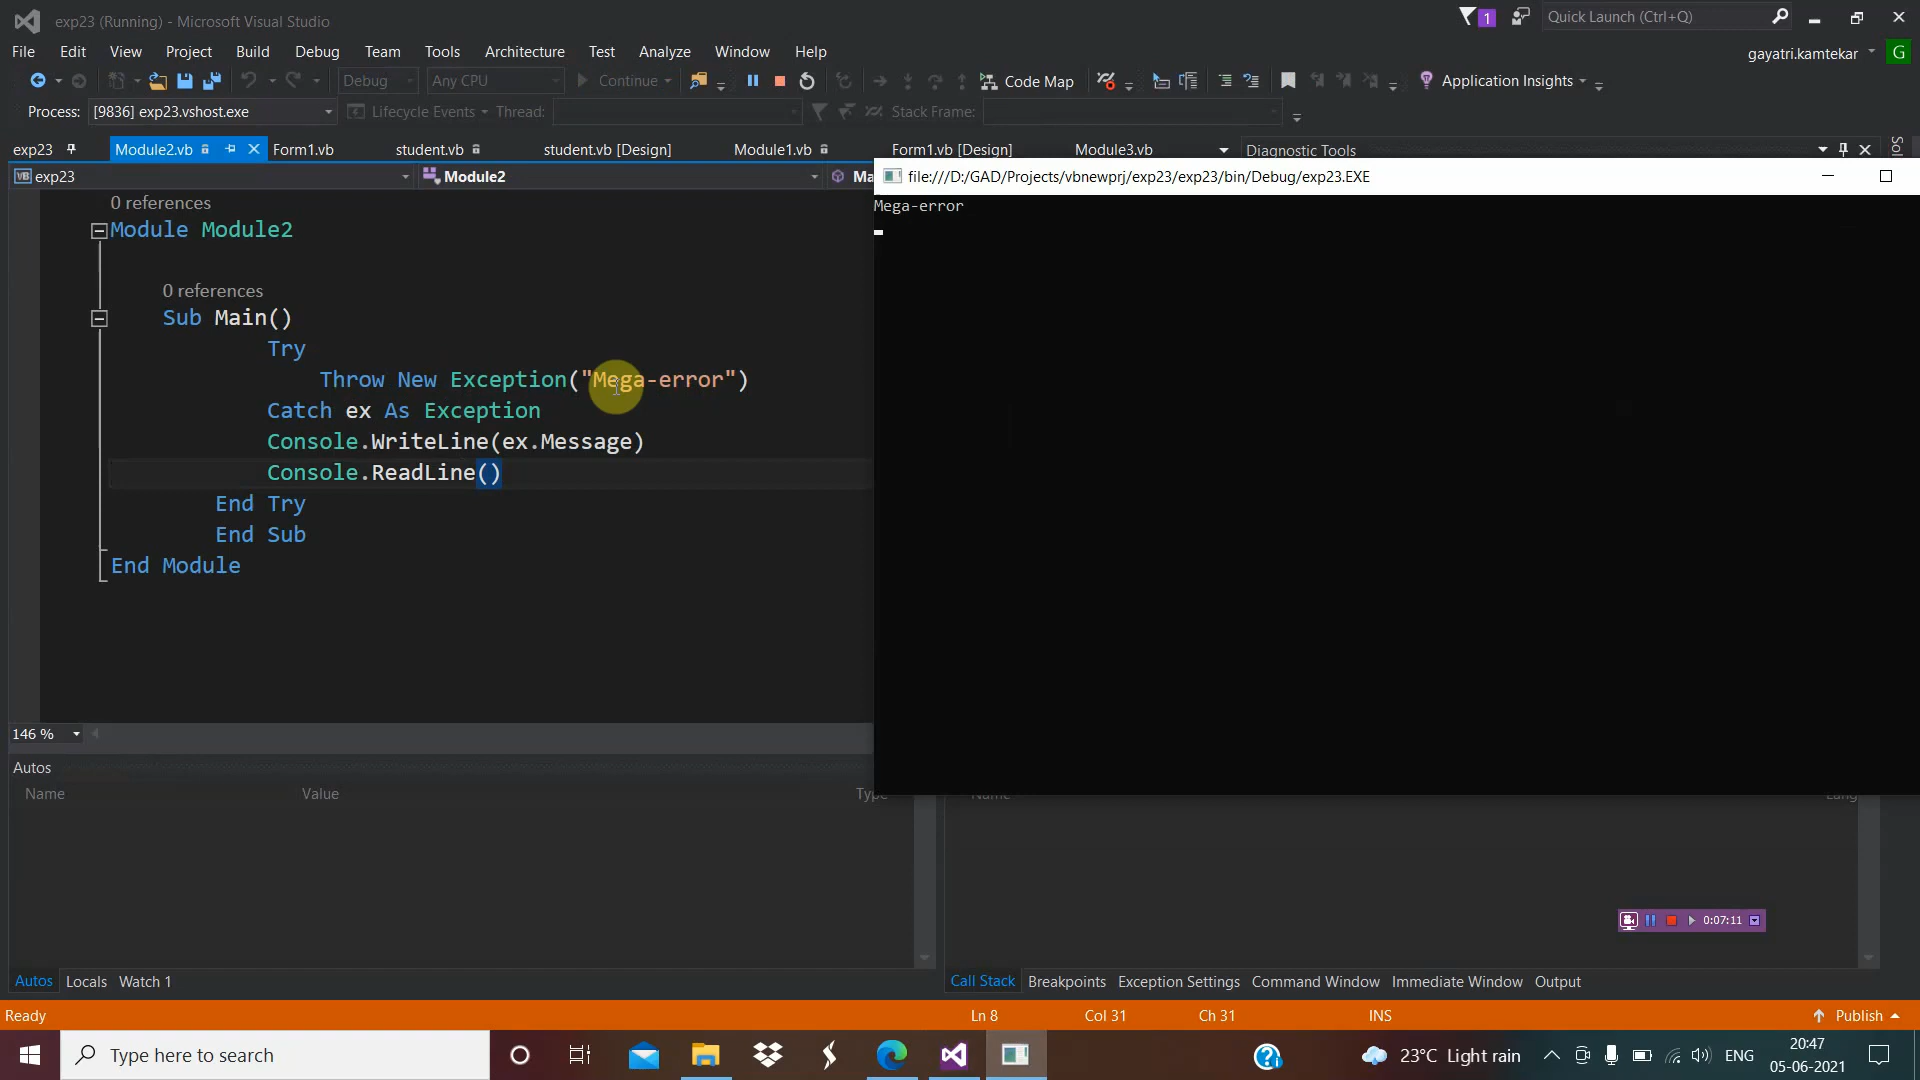 exp23 (Running) - Microsoft Visual Studio
1
Quick Launch (Ctrl+Q)
File Edit View Project Build Debug Team Tools Architecture Test Analyze Window Help
gayatri.kamtekar G
Debug Any CPU Continue Code Map Application Insights
Process: [9836] exp23.vshost.exe Lifecycle Events Thread: Stack Frame:
exp23 Module2.vb Form1.vb student.vb student.vb [Design] Module1.vb Form1.vb [Design] Module3.vb Diagnostic Tools
Sol
VB exp23 Module2 Ma
file:///D:/GAD/Projects/vbnewprj/exp23/exp23/bin/Debug/exp23.EXE
Mega-error
0 references
Module Module2
0 references
Sub Main()
Try
Throw New Exception("Mega-error")
Catch ex As Exception
Console.WriteLine(ex.Message)
Console.ReadLine()
End Try
End Sub
End Module
146 %
Autos
Name Value Type
Name Lang
0:07:11
Autos Locals Watch 1
Call Stack Breakpoints Exception Settings Command Window Immediate Window Output
Ready Ln 8 Col 31 Ch 31 INS Publish
Type here to search
23°C Light rain
ENG
20:47
05-06-2021